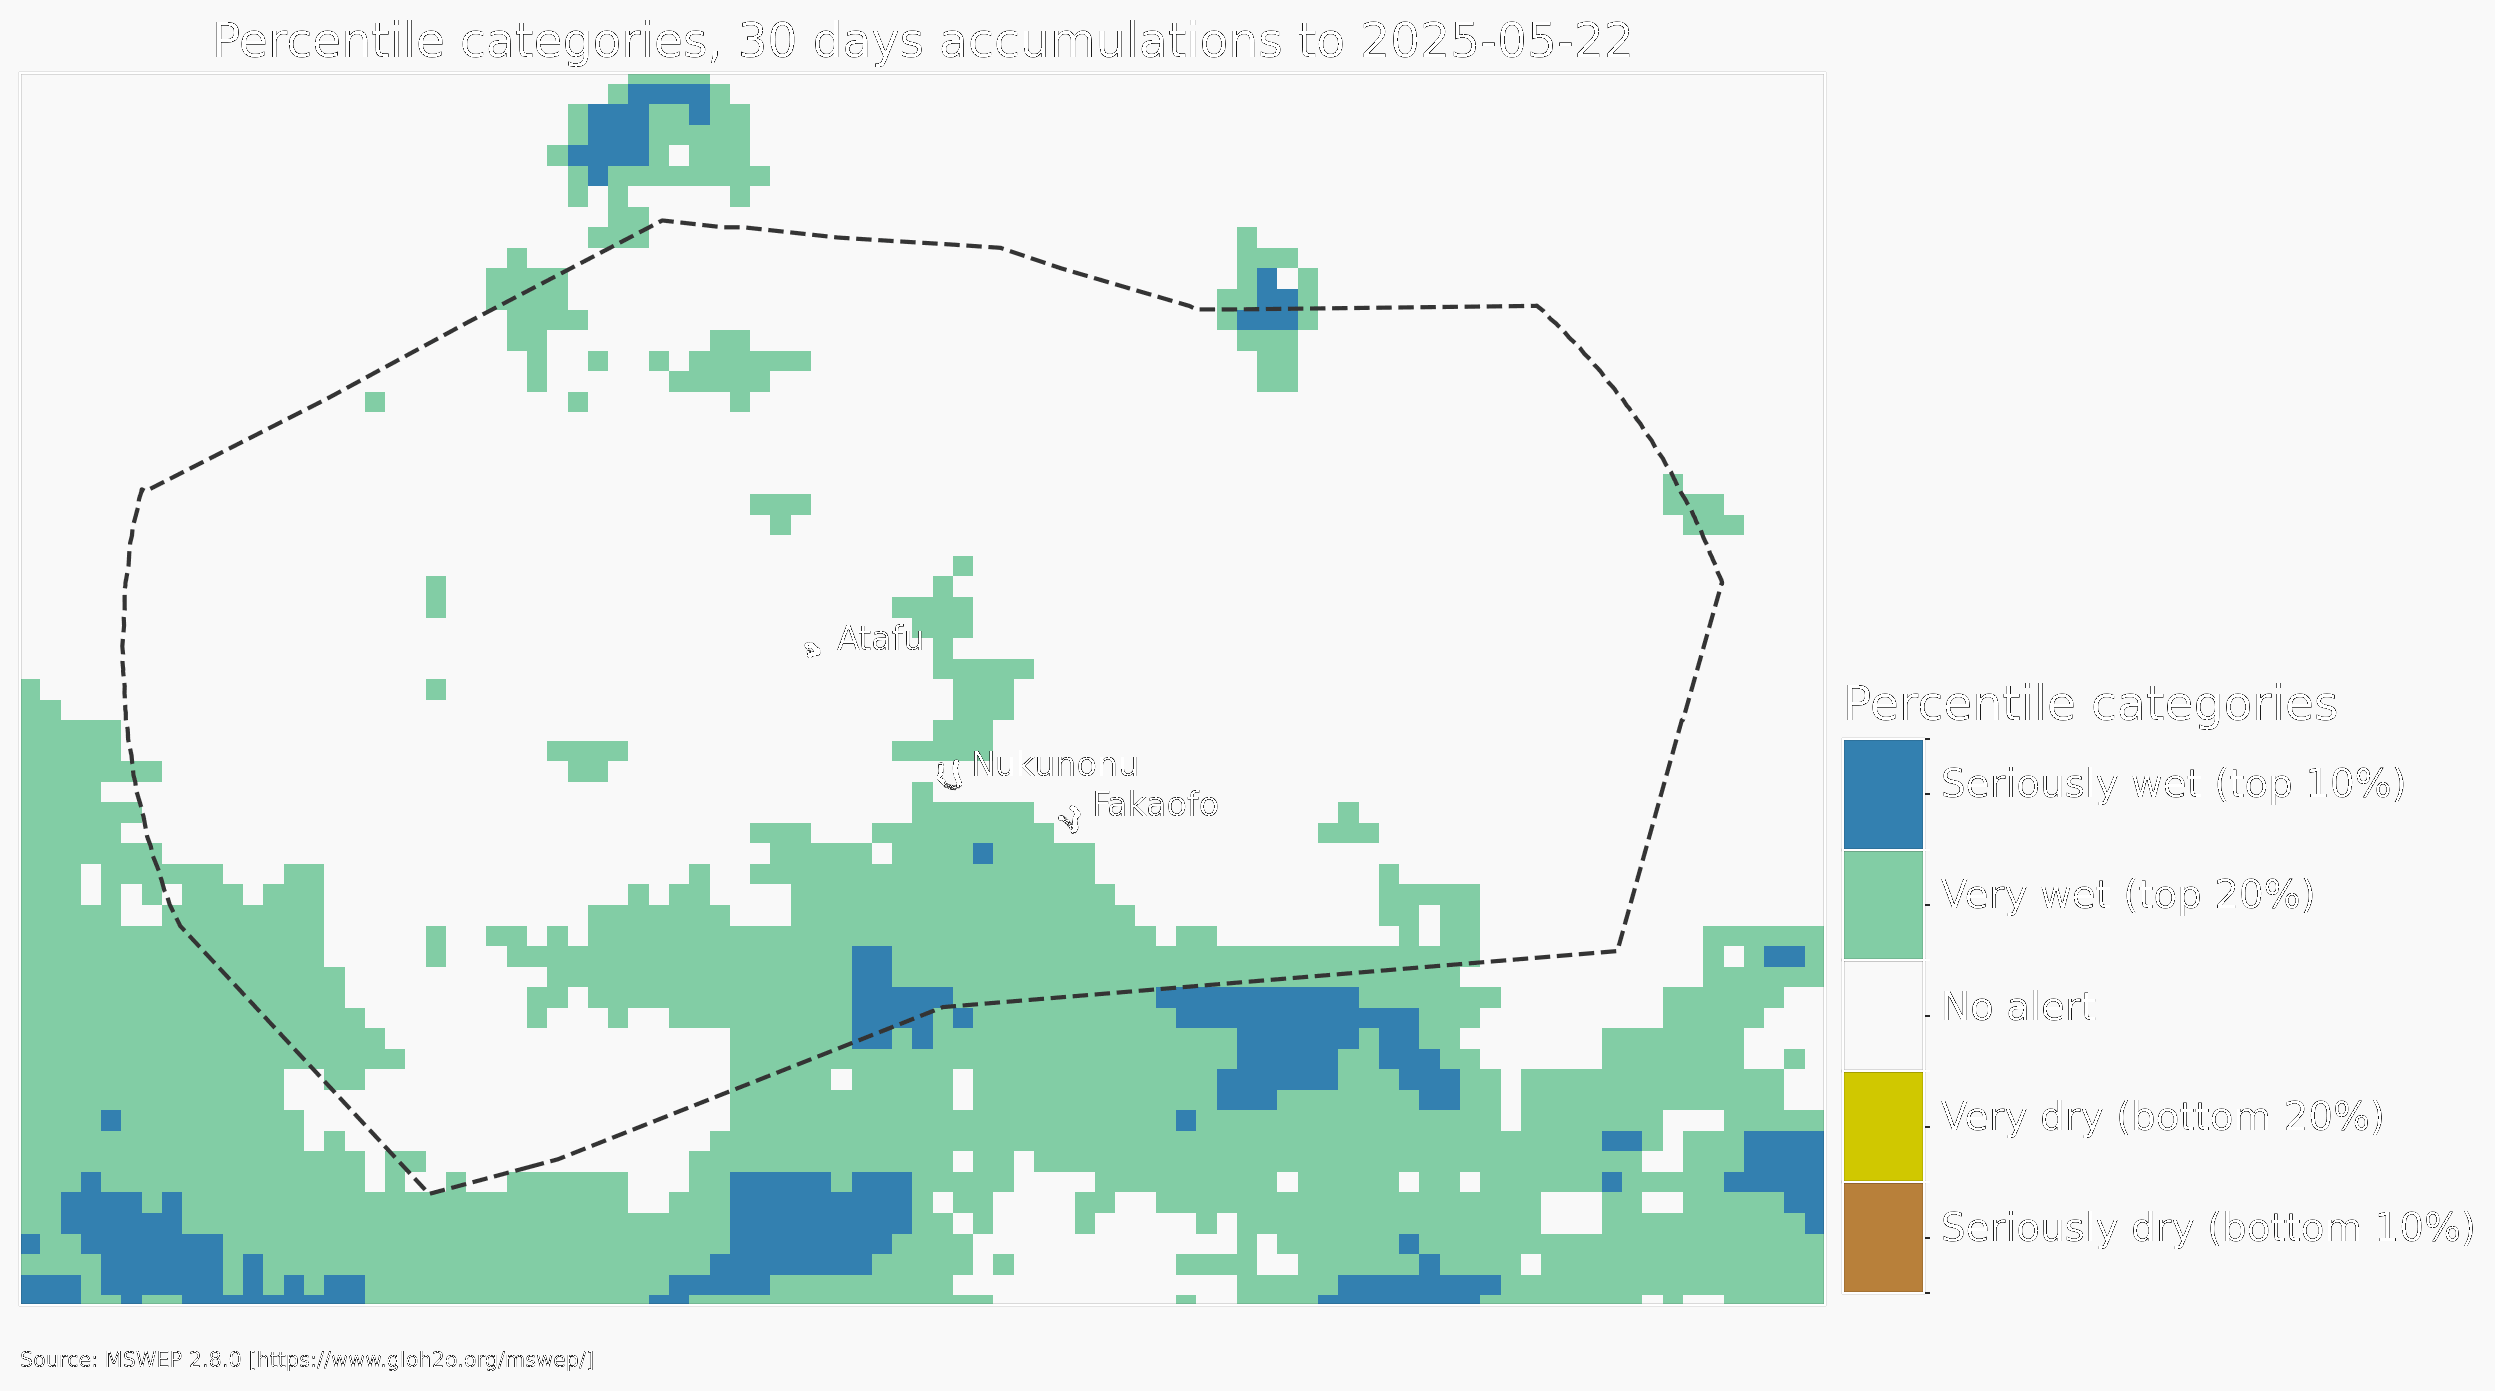 Percentile categories, 30 days accumulations to 2025-05-22
Atafu
Nukunonu
Fakaofo
Percentile categories
Seriously wet (top 10%)
Very wet (top 20%)
No alert
Very dry (bottom 20%)
Seriously dry (bottom 10%)
Source: MSWEP 2.8.0 [https://www.gloh2o.org/mswep/]